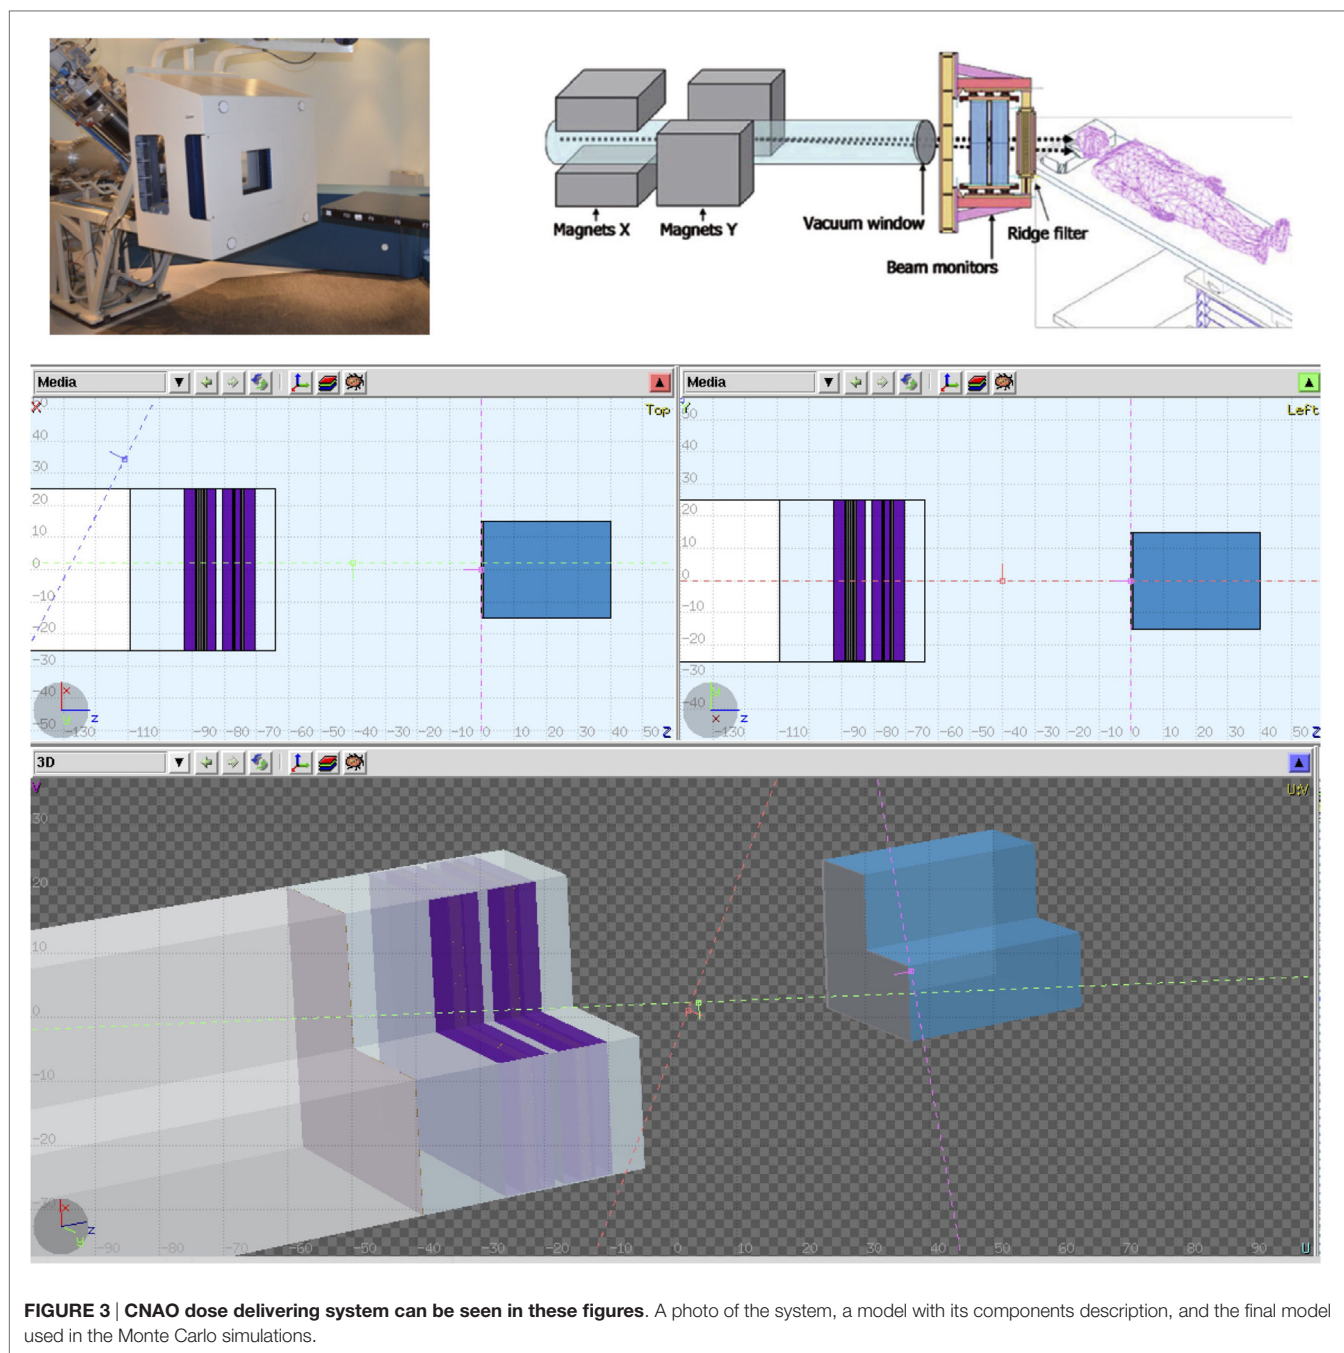 Magnets X
Magnets Y
Vacuum window
Beam monitors
Ridge filter
Media
Media
X
Top
40
30
20
10
0
-10
-20
-30
-40
-50
-130 -110 -90 -80 -70 -60 -50 -40 -30 -20 -10 0 10 20 30 40 50 Z
x
y
z
Y
Left
50
40
30
20
10
0
-10
-20
-30
-40
-130 -110 -90 -80 -70 -60 -50 -40 -30 -20 -10 0 10 20 30 40 50 Z
y
x
z
3D
V
U:V
30
20
10
0
-10
-20
-30
-90 -80 -70 -60 -50 -40 -30 -20 -10 0 10 20 30 40 50 60 70 80 90 U
x
z
y
FIGURE 3 | CNAO dose delivering system can be seen in these figures. A photo of the system, a model with its components description, and the final model
used in the Monte Carlo simulations.